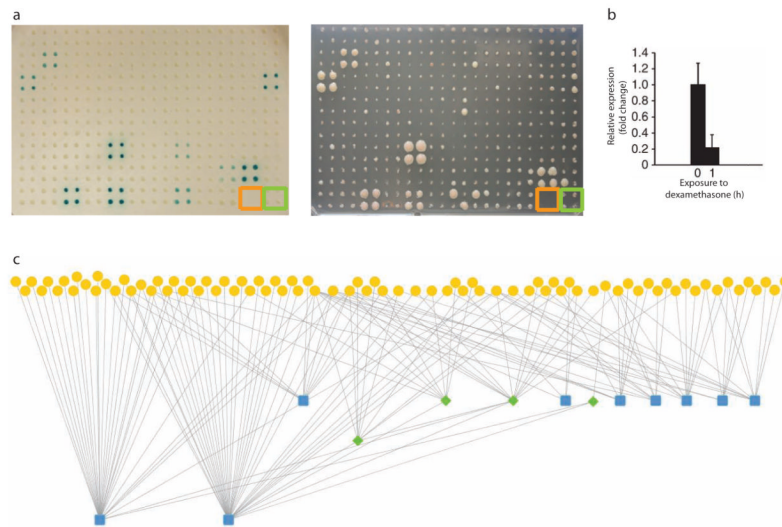 a
b
Relative expression
(fold change)
1.4
1.2
1.0
0.8
0.6
0.4
0.2
0
0 1
Exposure to
dexamethasone (h)
c